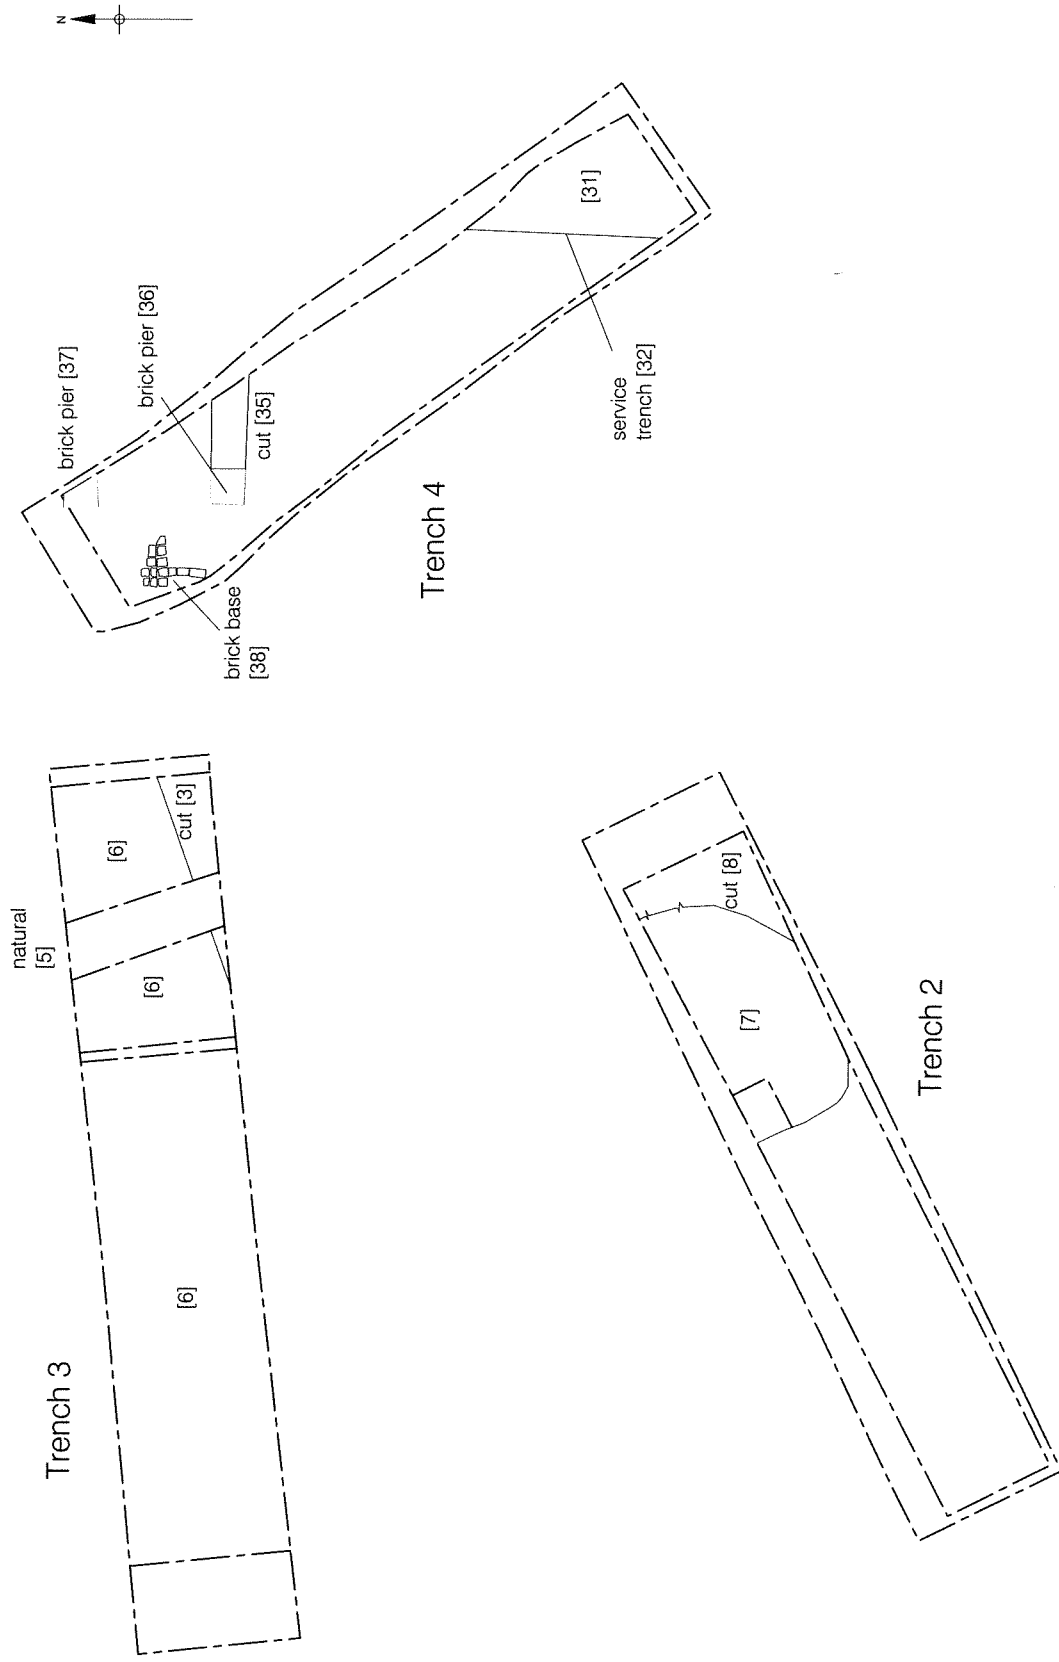 N
Trench 3
[6]
natural
[5]
[6]
[6]
cut [3]
brick base
[38]
brick pier [37]
brick pier [36]
cut [35]
service
trench [32]
[31]
Trench 4
[7]
cut [8]
Trench 2